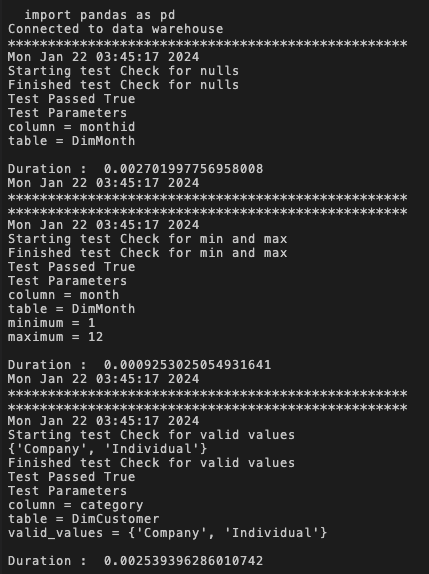 import pandas as pd
Connected to data warehouse
**************************************************
Mon Jan 22 03:45:17 2024
Starting test Check for nulls
Finished test Check for nulls
Test Passed True
Test Parameters
column = monthid
table = DimMonth
Duration :  0.002701997756958008
Mon Jan 22 03:45:17 2024
**************************************************
**************************************************
Mon Jan 22 03:45:17 2024
Starting test Check for min and max
Finished test Check for min and max
Test Passed True
Test Parameters
column = month
table = DimMonth
minimum = 1
maximum = 12
Duration :  0.0009253025054931641
Mon Jan 22 03:45:17 2024
**************************************************
**************************************************
Mon Jan 22 03:45:17 2024
Starting test Check for valid values
{'Company', 'Individual'}
Finished test Check for valid values
Test Passed True
Test Parameters
column = category
table = DimCustomer
valid_values = {'Company', 'Individual'}
Duration :  0.002539396286010742